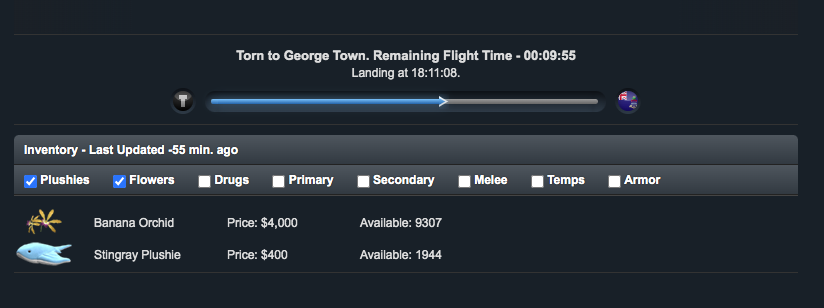 Torn to George Town. Remaining Flight Time - 00:09:55
Landing at 18:11:08.
T
Inventory - Last Updated -55 min. ago
Plushies Flowers Drugs Primary Secondary Melee Temps Armor
Banana Orchid Price: $4,000 Available: 9307
Stingray Plushie Price: $400 Available: 1944